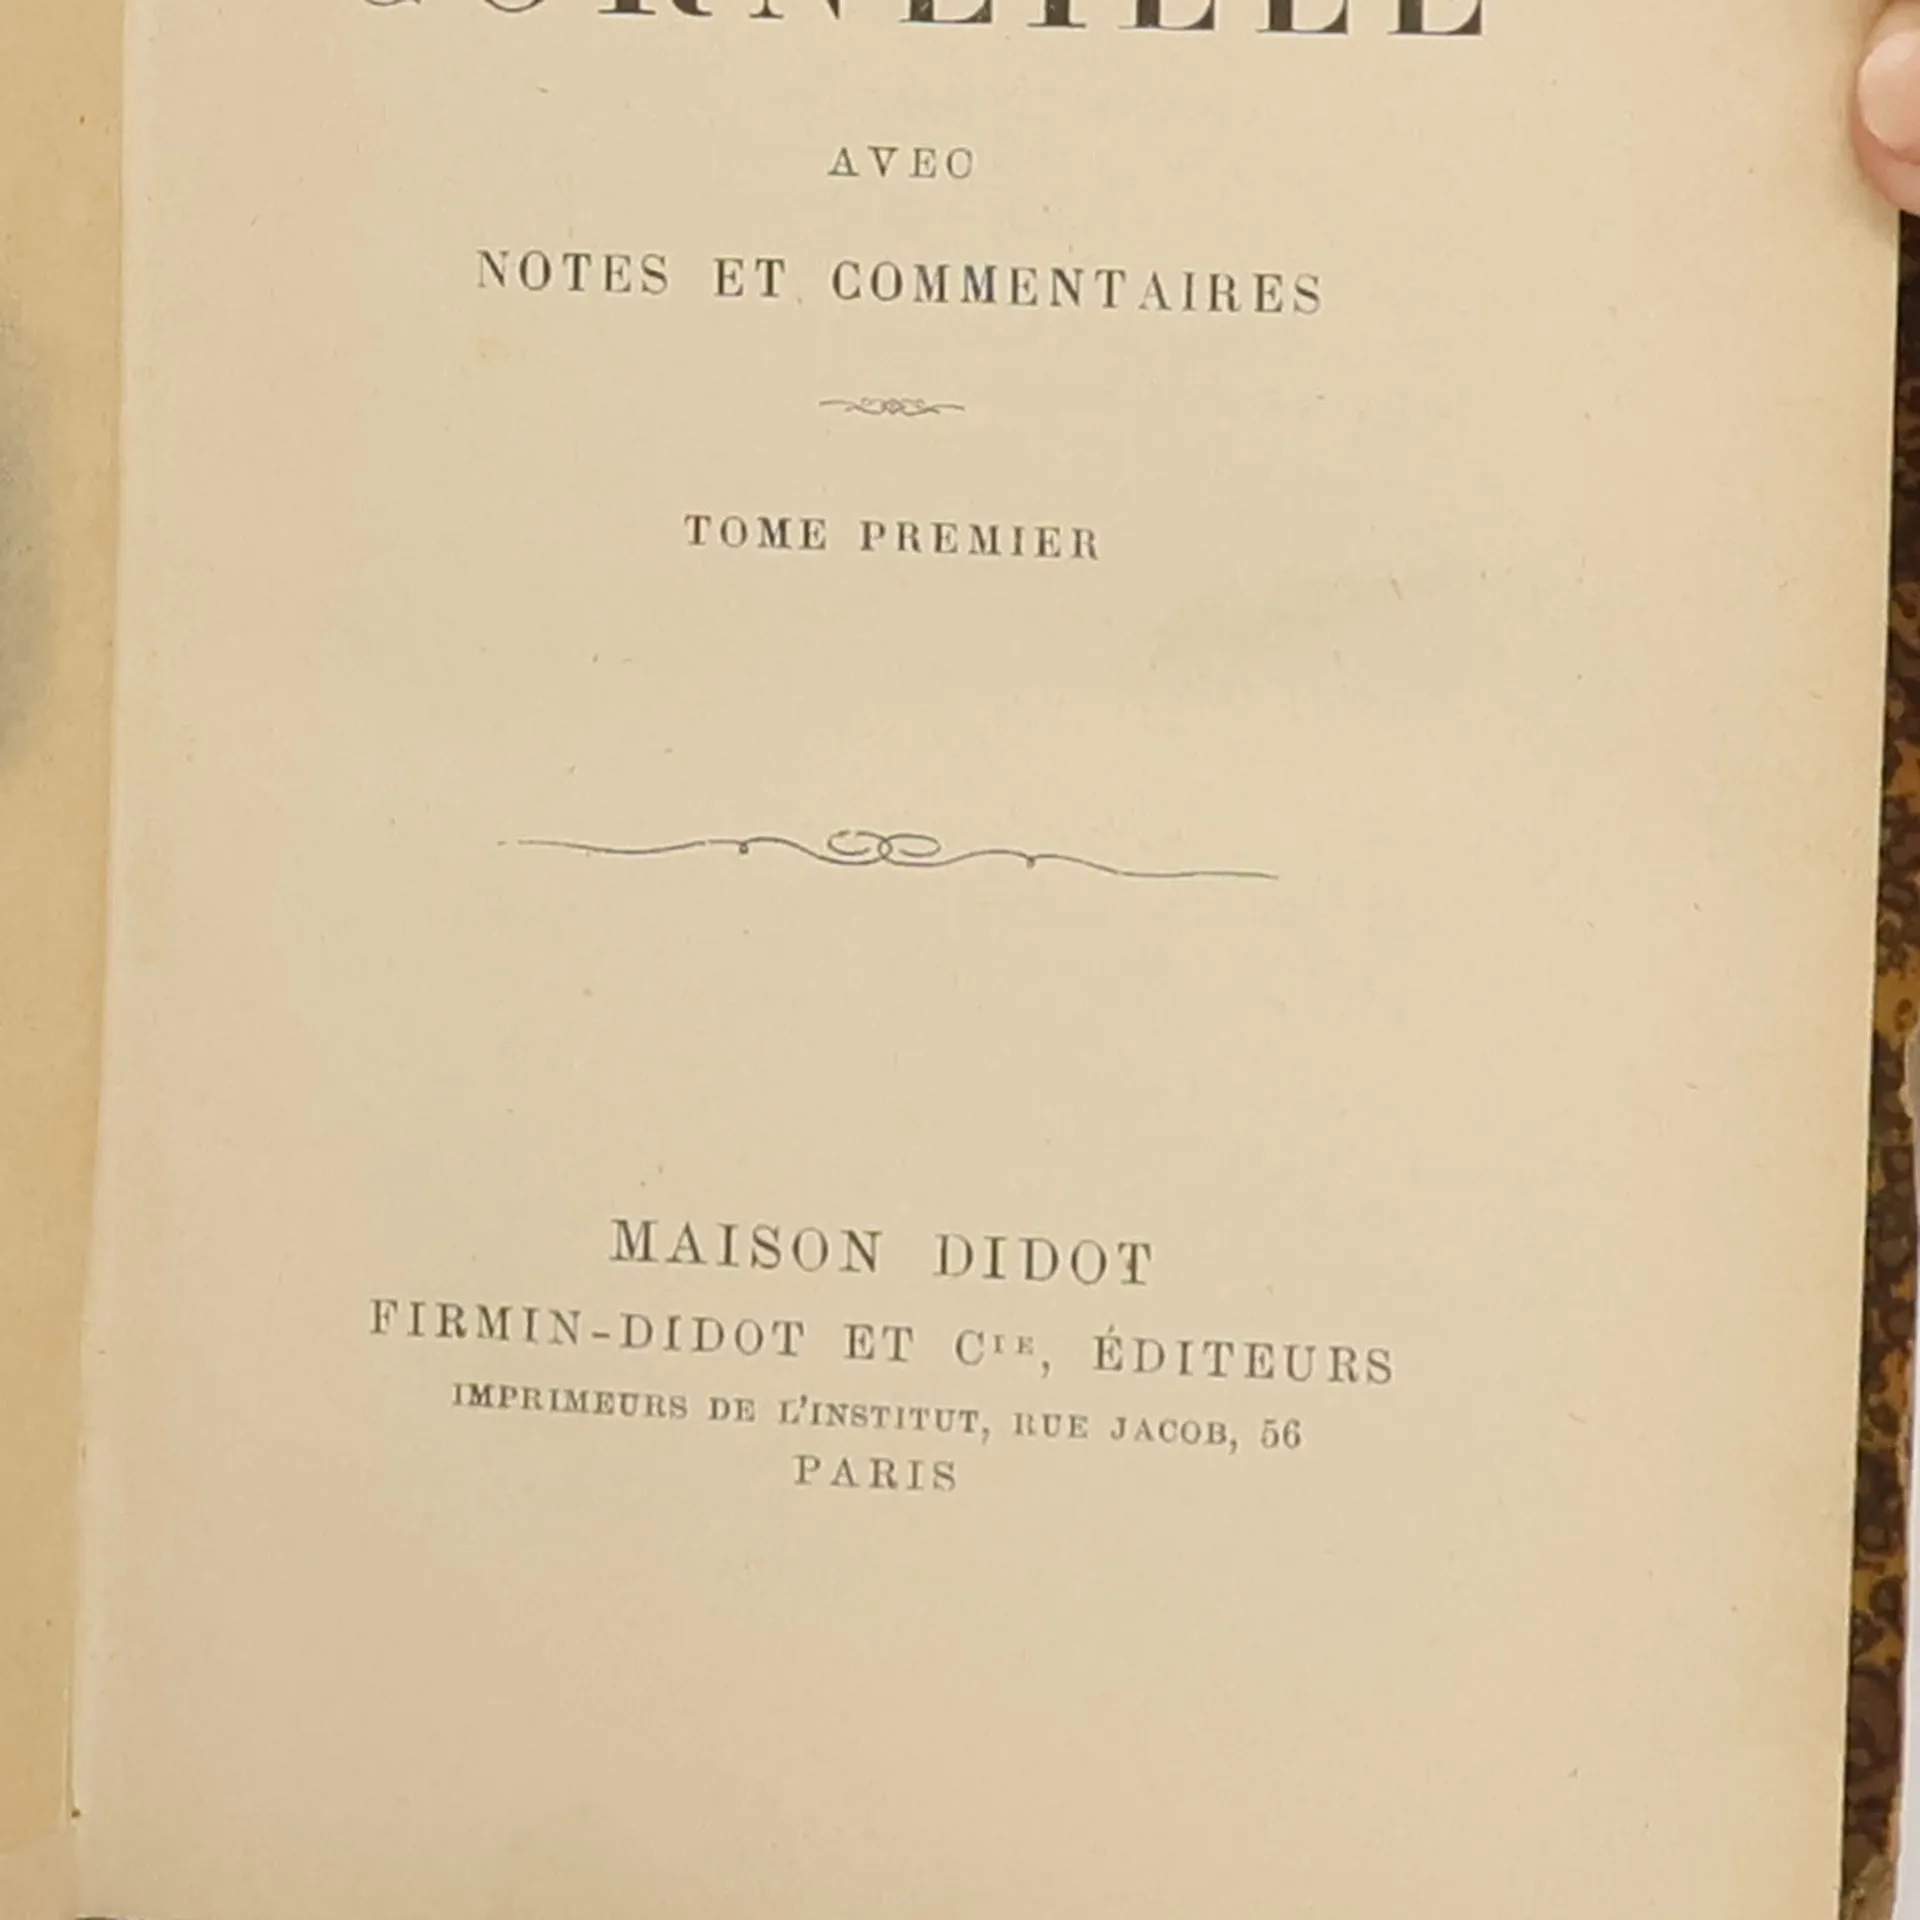 CORNEILLE
AVEC
NOTES ET COMMENTAIRES
TOME PREMIER
MAISON DIDOT
FIRMIN-DIDOT ET CIE, ÉDITEURS
IMPRIMEURS DE L'INSTITUT, RUE JACOB, 56
PARIS